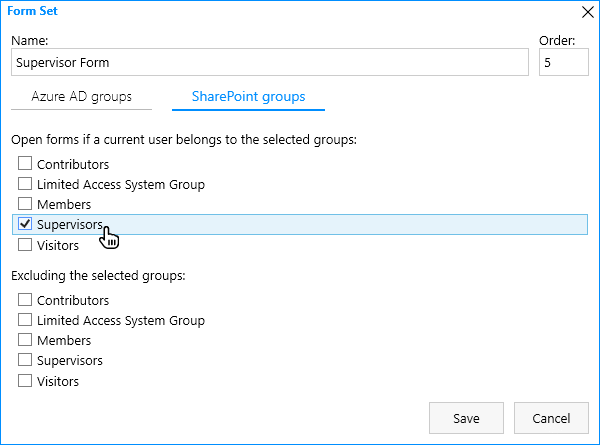 Form Set
Name: Order:
Supervisor Form 5
Azure AD groups SharePoint groups
Open forms if a current user belongs to the selected groups:
Contributors
Limited Access System Group
Members
Supervisors
Visitors
Excluding the selected groups:
Contributors
Limited Access System Group
Members
Supervisors
Visitors
Save Cancel